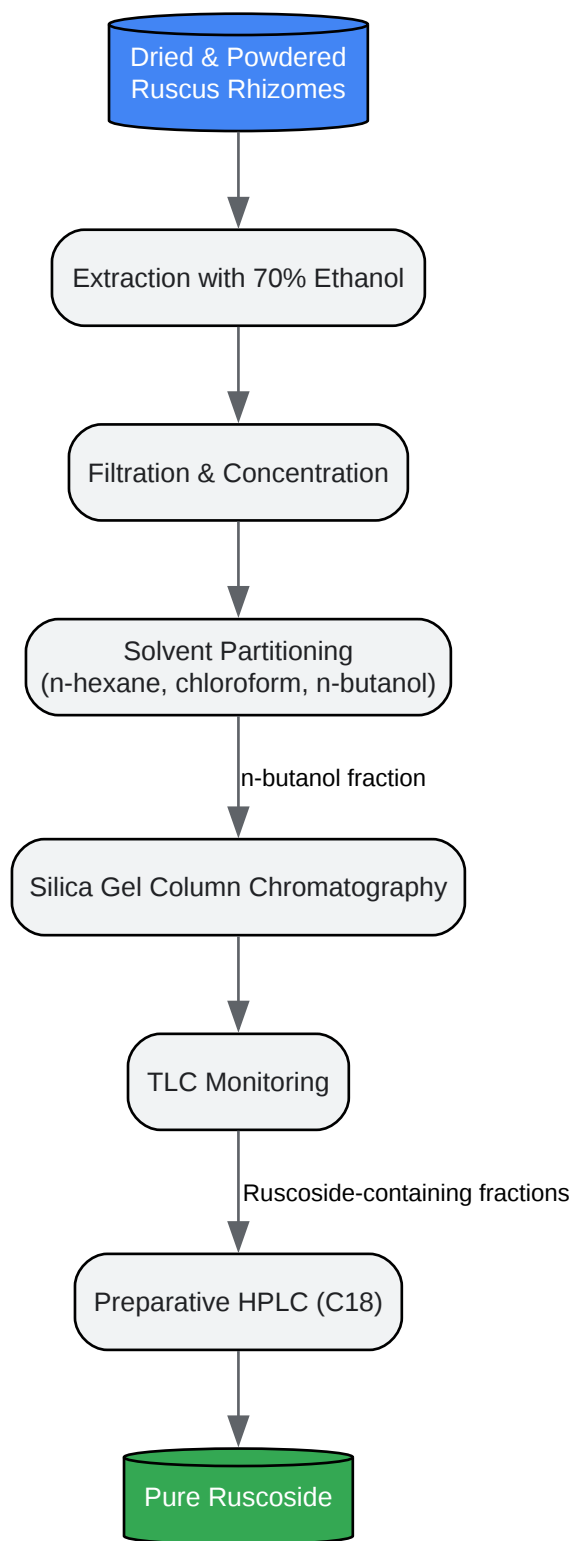 Dried & Powdered
Ruscus Rhizomes
Extraction with 70% Ethanol
Filtration & Concentration
Solvent Partitioning
(n-hexane, chloroform, n-butanol)
n-butanol fraction
Silica Gel Column Chromatography
TLC Monitoring
Ruscoside-containing fractions
Preparative HPLC (C18)
Pure Ruscoside